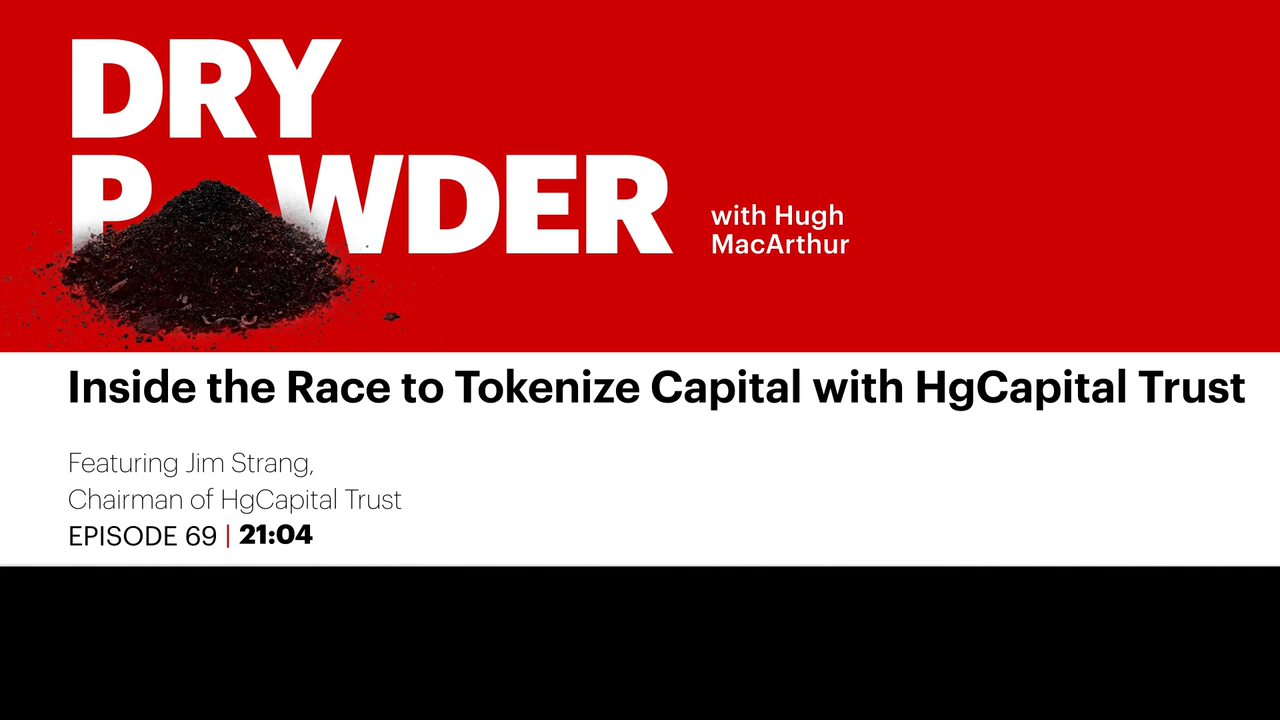 DRY
POWDER
with Hugh
MacArthur
Inside the Race to Tokenize Capital with HgCapital Trust
Featuring Jim Strang,
Chairman of HgCapital Trust
EPISODE 69 | 21:04